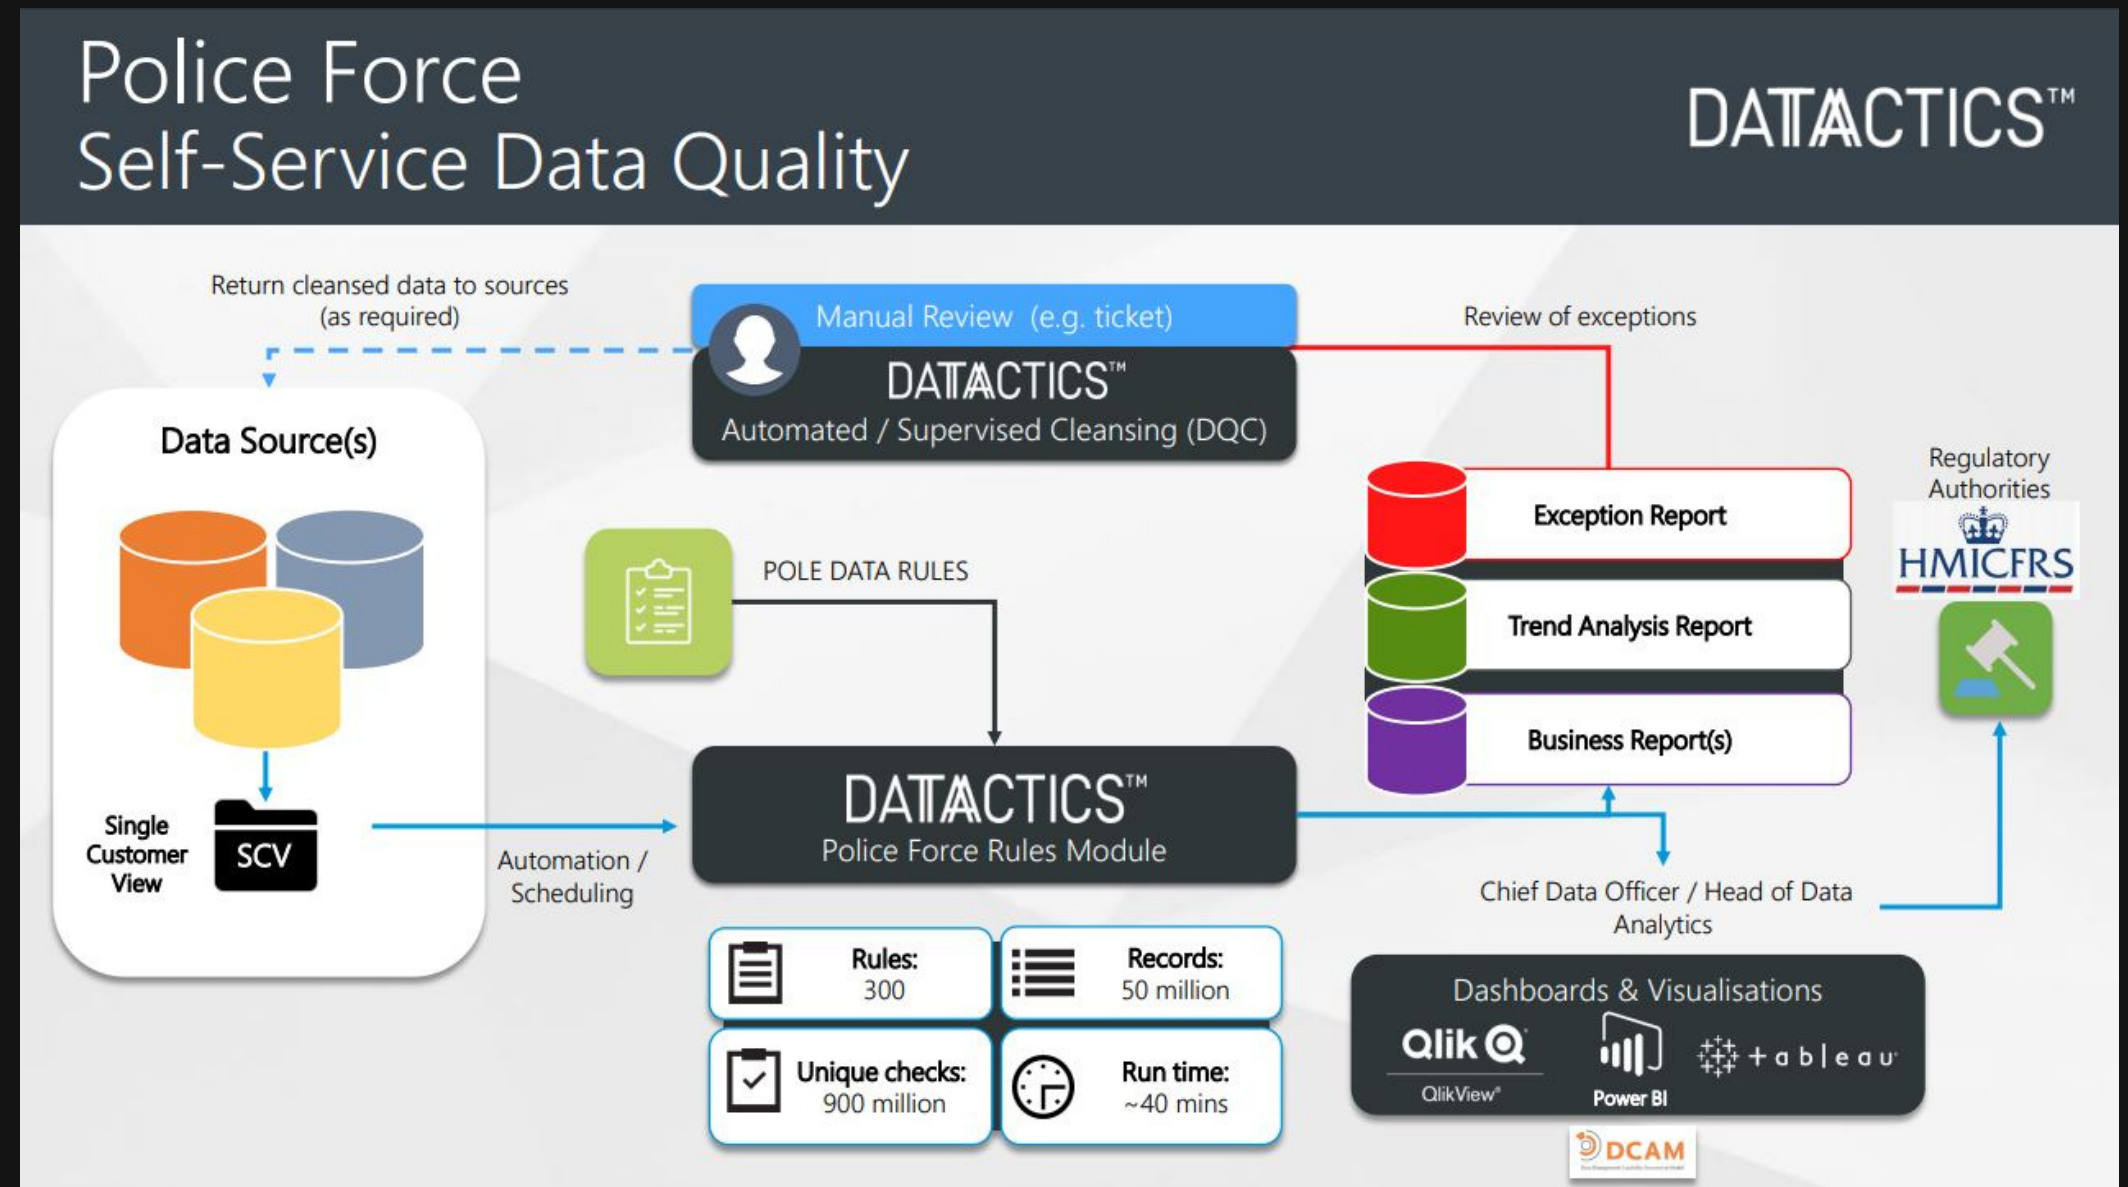 Police Force
Self-Service Data Quality
DATACTICS™
Return cleansed data to sources
(as required)
Manual Review (e.g. ticket)
DATACTICS™
Automated / Supervised Cleansing (DQC)
Review of exceptions
Data Source(s)
Single
Customer
View
SCV
Automation /
Scheduling
POLE DATA RULES
DATACTICS™
Police Force Rules Module
Rules:
300
Records:
50 million
Unique checks:
900 million
Run time:
~40 mins
Exception Report
Trend Analysis Report
Business Report(s)
Regulatory
Authorities
HMICFRS
Chief Data Officer / Head of Data
Analytics
Dashboards & Visualisations
Qlik
QlikView®
Power BI
+ableau
DCAM